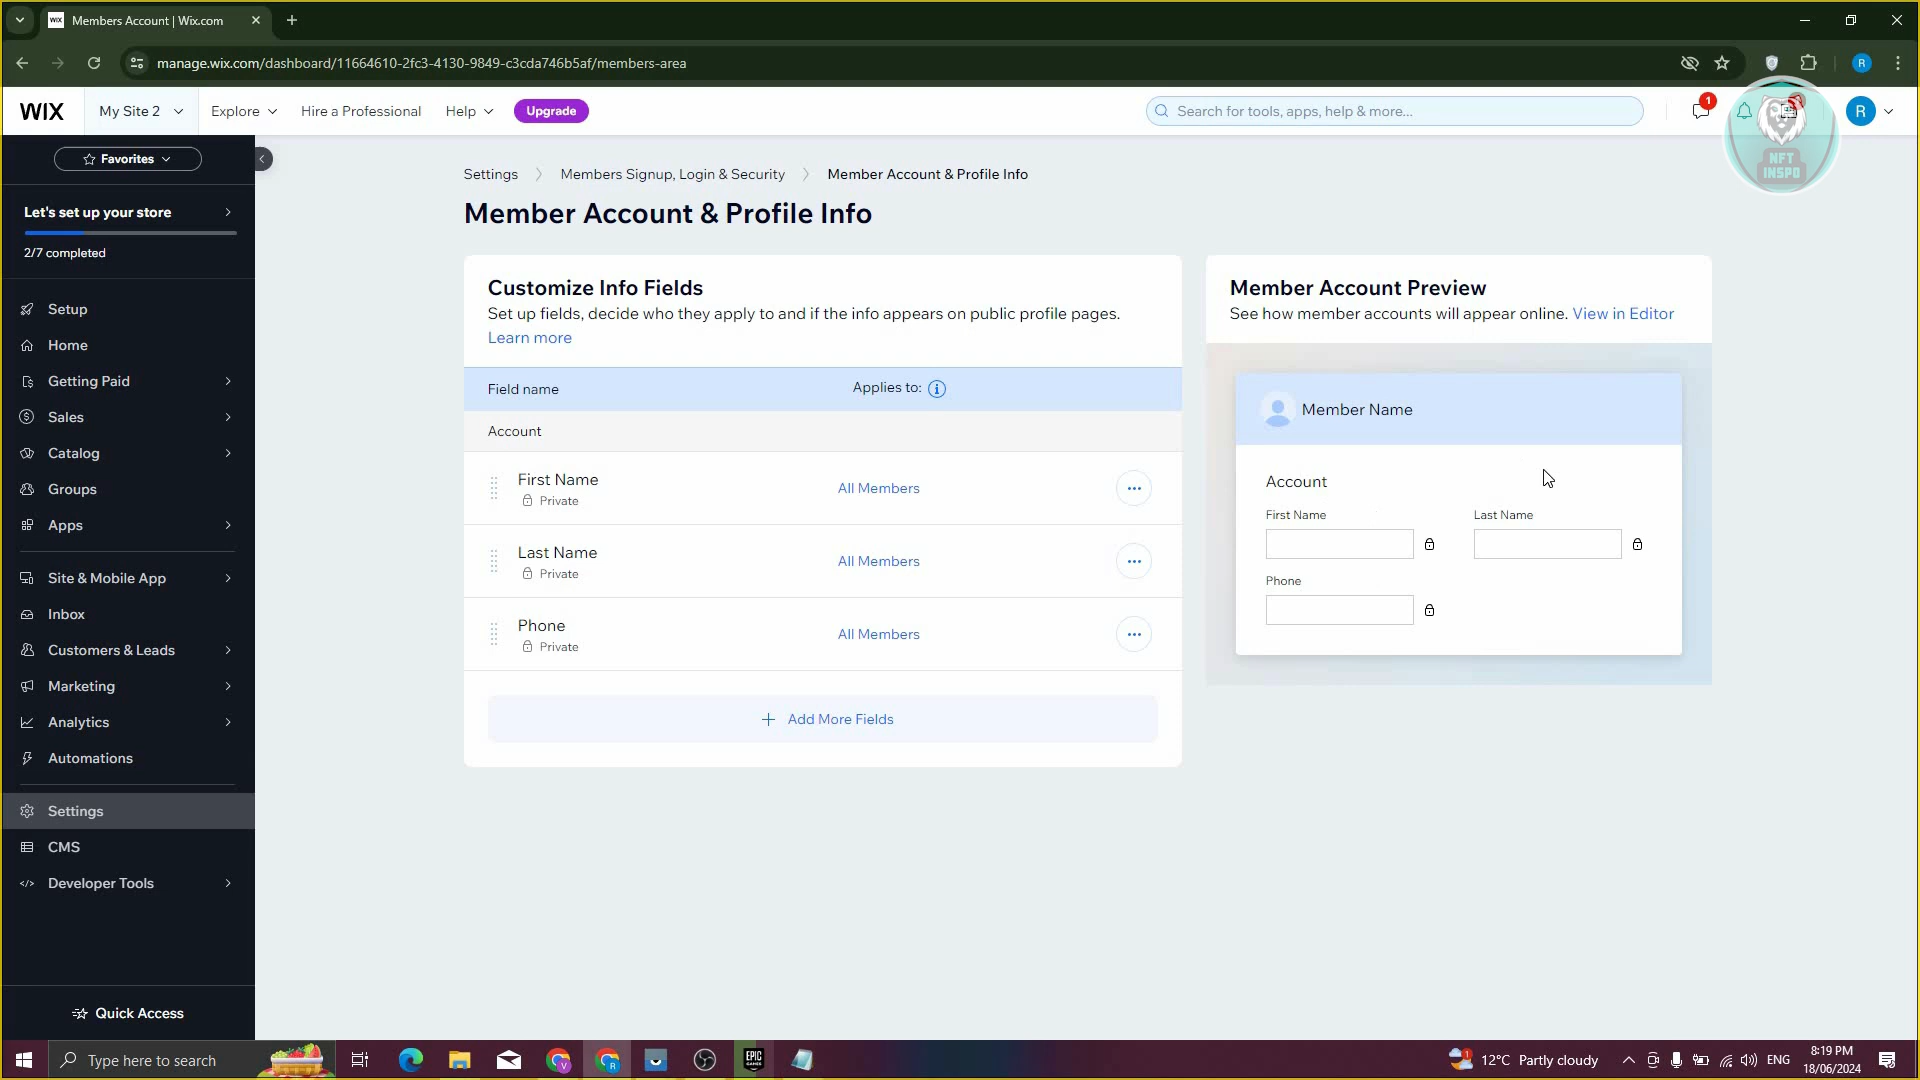 Members Account | Wix.com
manage.wix.com/dashboard/11664610-2fc3-4130-9849-c3cda746b5af/members-area
R
WIX
My Site 2
Explore
Hire a Professional
Help
Upgrade
Search for tools, apps, help & more...
1
R
NFT
INSPO
Favorites
Let's set up your store
2/7 completed
Setup
Home
Getting Paid
Sales
Catalog
Groups
Apps
Site & Mobile App
Inbox
Customers & Leads
Marketing
Analytics
Automations
Settings
CMS
Developer Tools
Quick Access
Settings
Members Signup, Login & Security
Member Account & Profile Info
Member Account & Profile Info
Customize Info Fields
Set up fields, decide who they apply to and if the info appears on public profile pages.
Learn more
Field name
Applies to:
Account
First Name
Private
All Members
Last Name
Private
All Members
Phone
Private
All Members
Add More Fields
Member Account Preview
See how member accounts will appear online. View in Editor
Member Name
Account
First Name
Last Name
Phone
Type here to search
V
R
EPIC
GAMES
1
12°C Partly cloudy
ENG
8:19 PM
18/06/2024